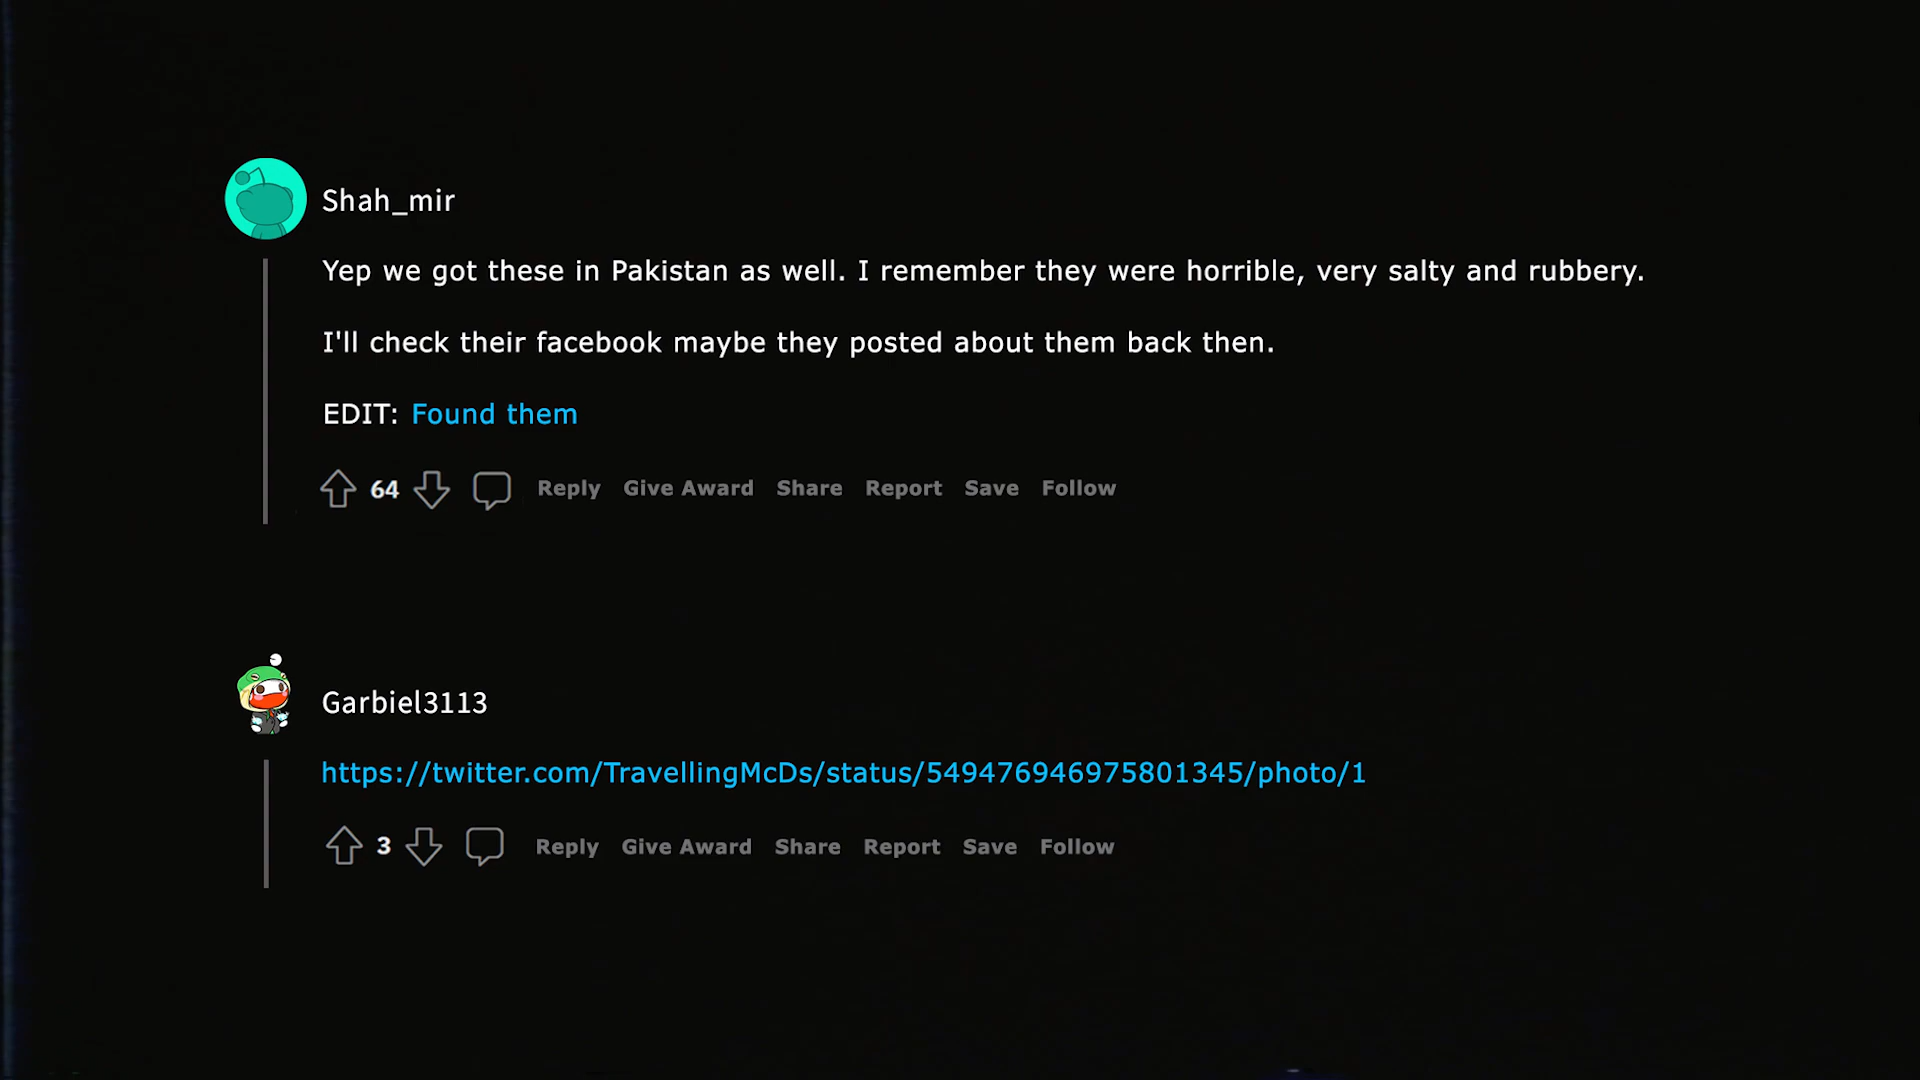 Shah_mir
Yep we got these in Pakistan as well. I remember they were horrible, very salty and rubbery.
I'll check their facebook maybe they posted about them back then.
EDIT: Found them
64 Reply Give Award Share Report Save Follow
Garbiel3113
https://twitter.com/TravellingMcDs/status/549476946975801345/photo/1
3 Reply Give Award Share Report Save Follow